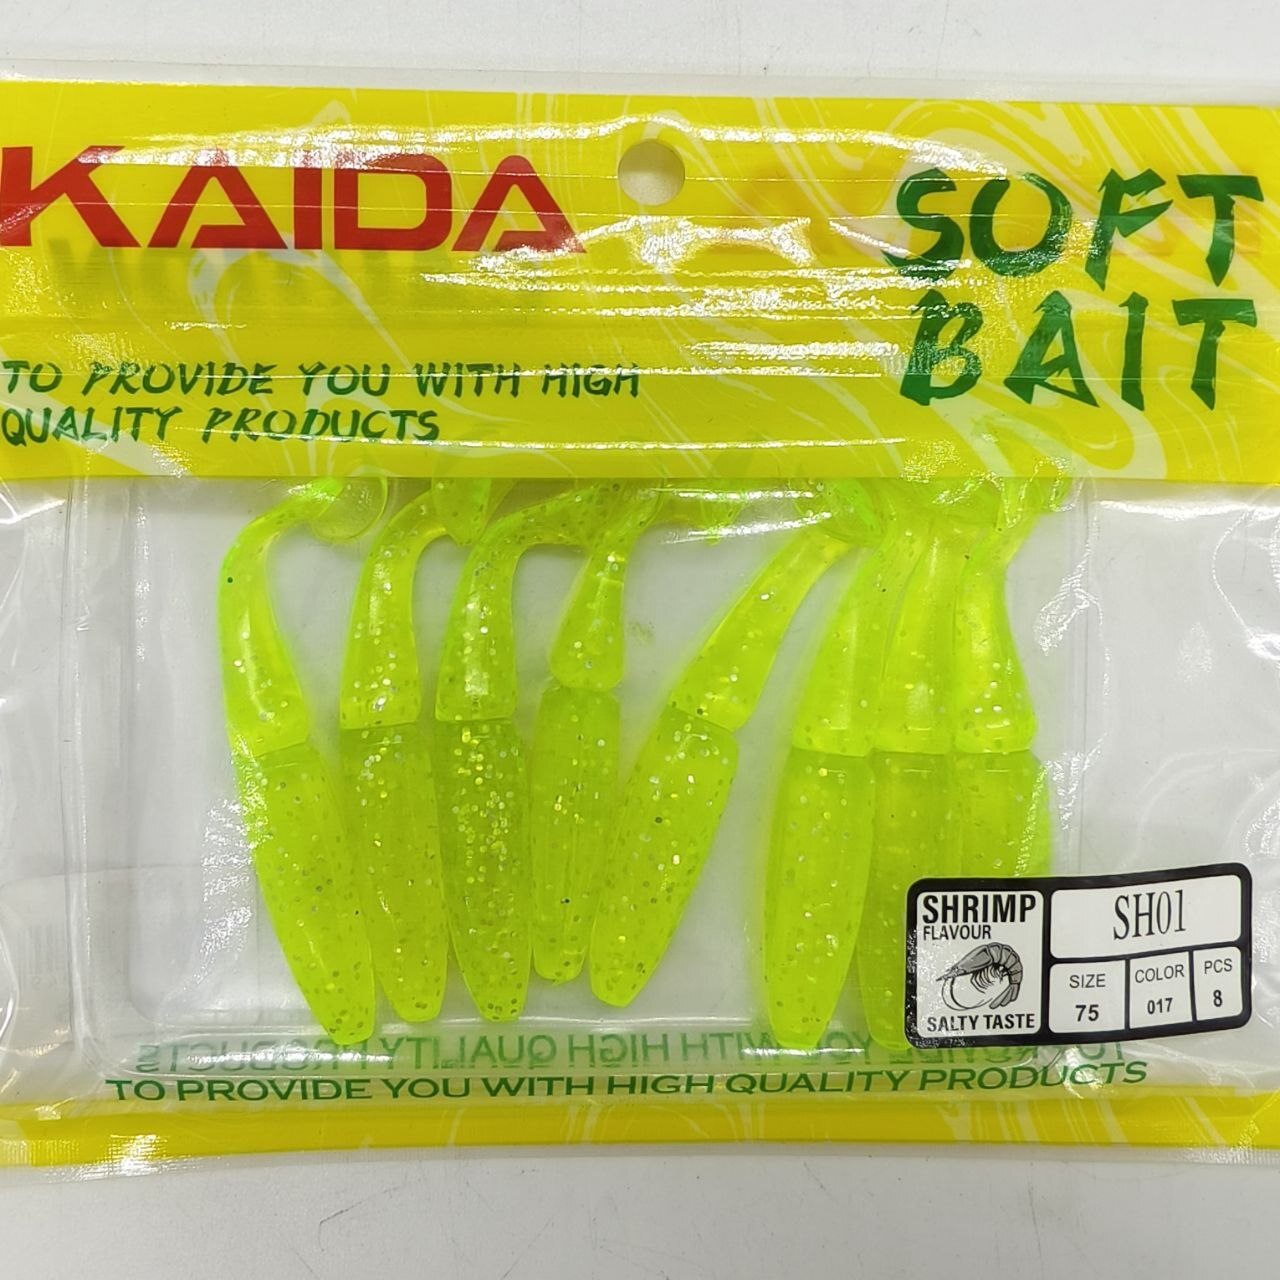 KAIDA
SOFT
BAIT
TO PROVIDE YOU WITH HIGH
QUALITY PRODUCTS
SHRIMP
FLAVOUR
SALTY TASTE
SH01
SIZE
75
COLOR
017
PCS
8
TO PROVIDE YOU WITH HIGH QUALITY PRODUCTS